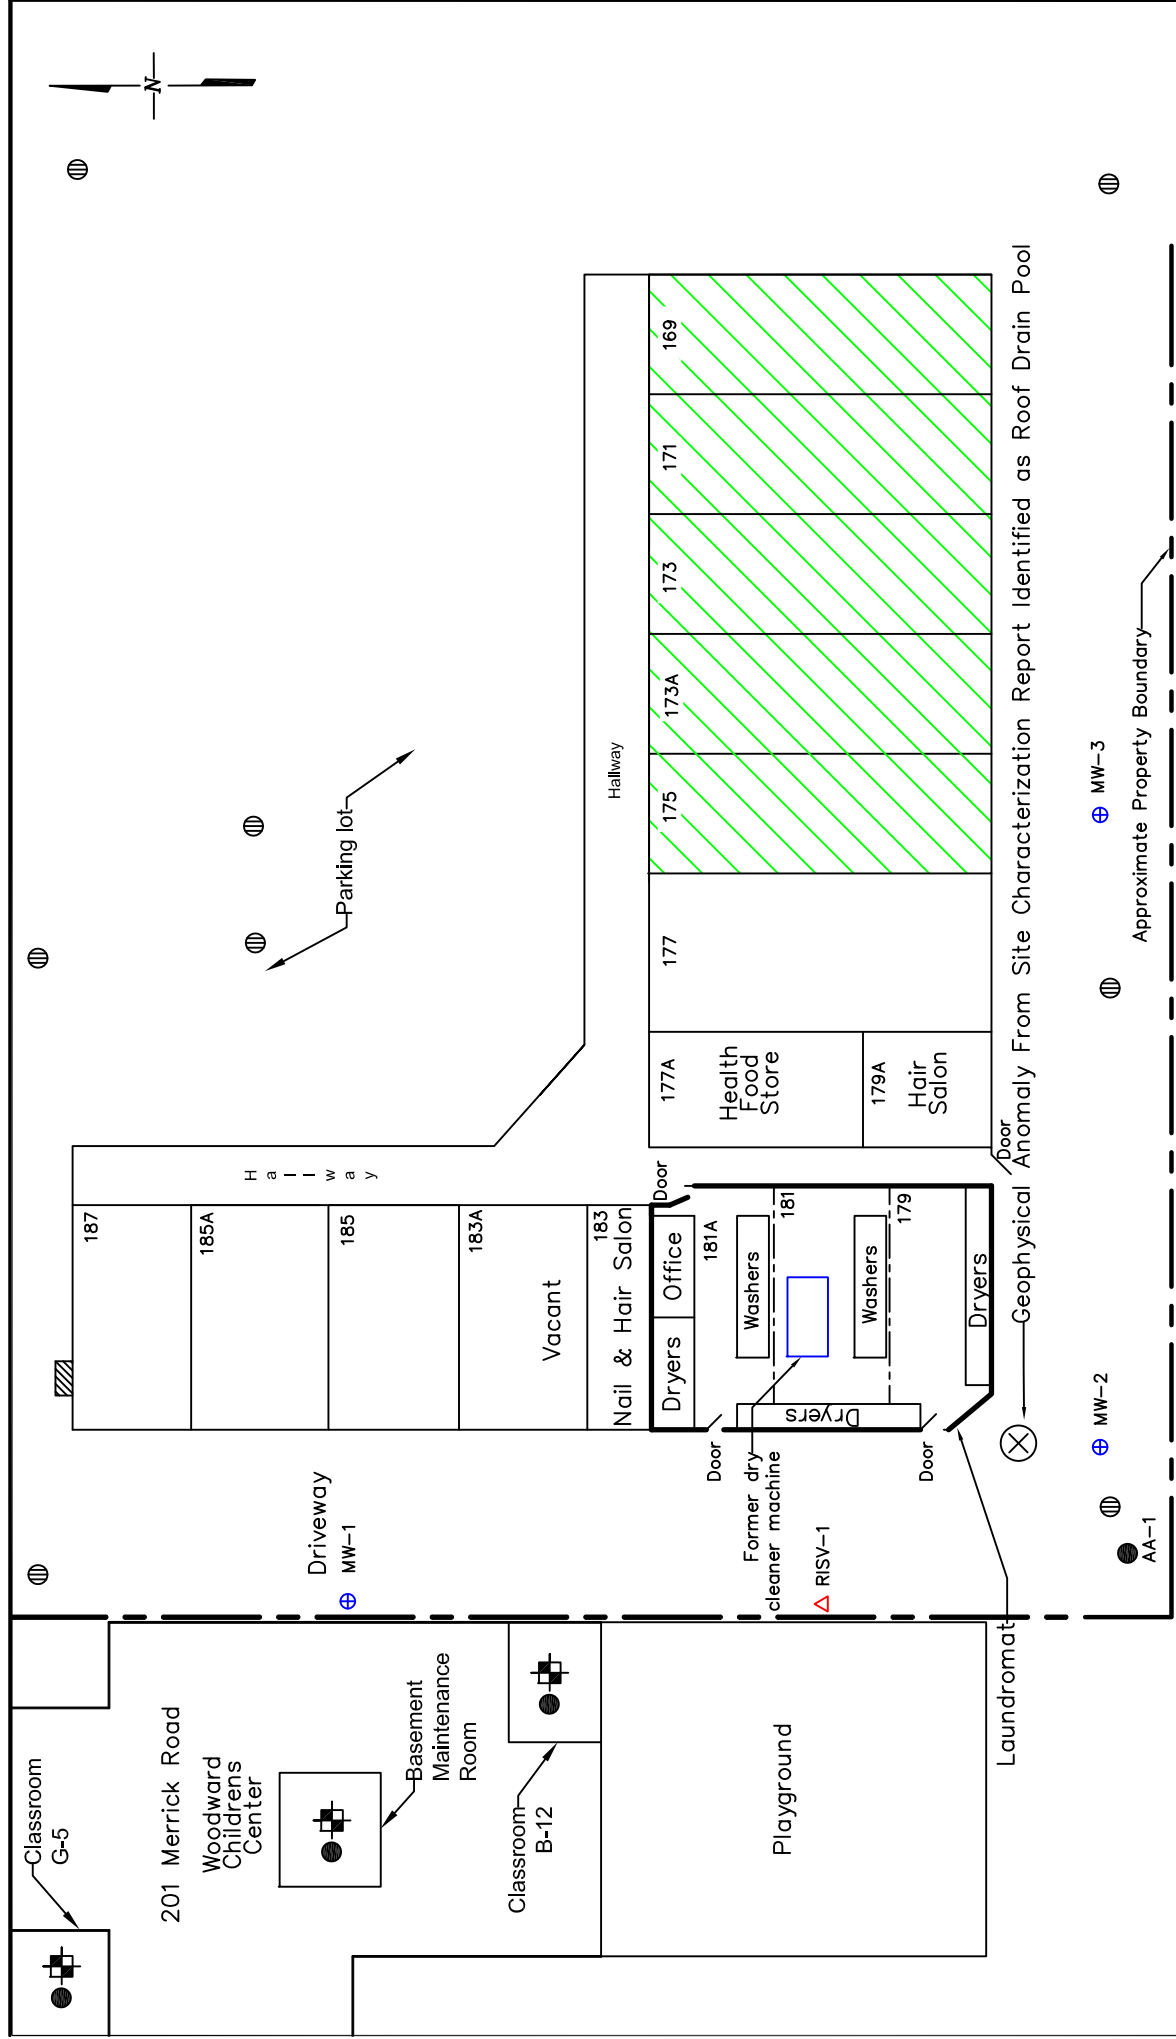 N
Classroom
G-5
201 Merrick Road
Woodward
Childrens
Center
Basement
Maintenance
Room
Classroom
B-12
Playground
Laundromat
Driveway
MW-1
RISV-1
AA-1
MW-2
MW-3
187
185A
185
183A
Vacant
183
Nail & Hair Salon
Hallway
Parking lot
Hallway
Door
Office
Dryers
181A
Washers
181
Former dry
cleaner machine
Washers
179
Dryers
Dryers
Door
Door
Door
177A
Health
Food
Store
179A
Hair
Salon
177
175
173A
173
171
169
Geophysical Anomaly From Site Characterization Report Identified as Roof Drain Pool
Approximate Property Boundary